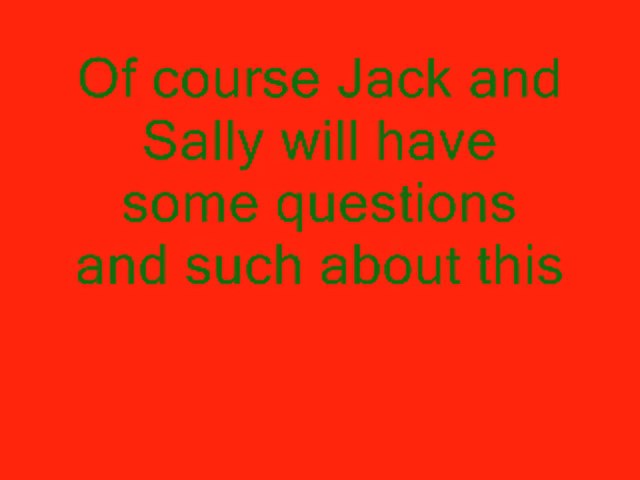 Of course Jack and
Sally will have
some questions
and such about this